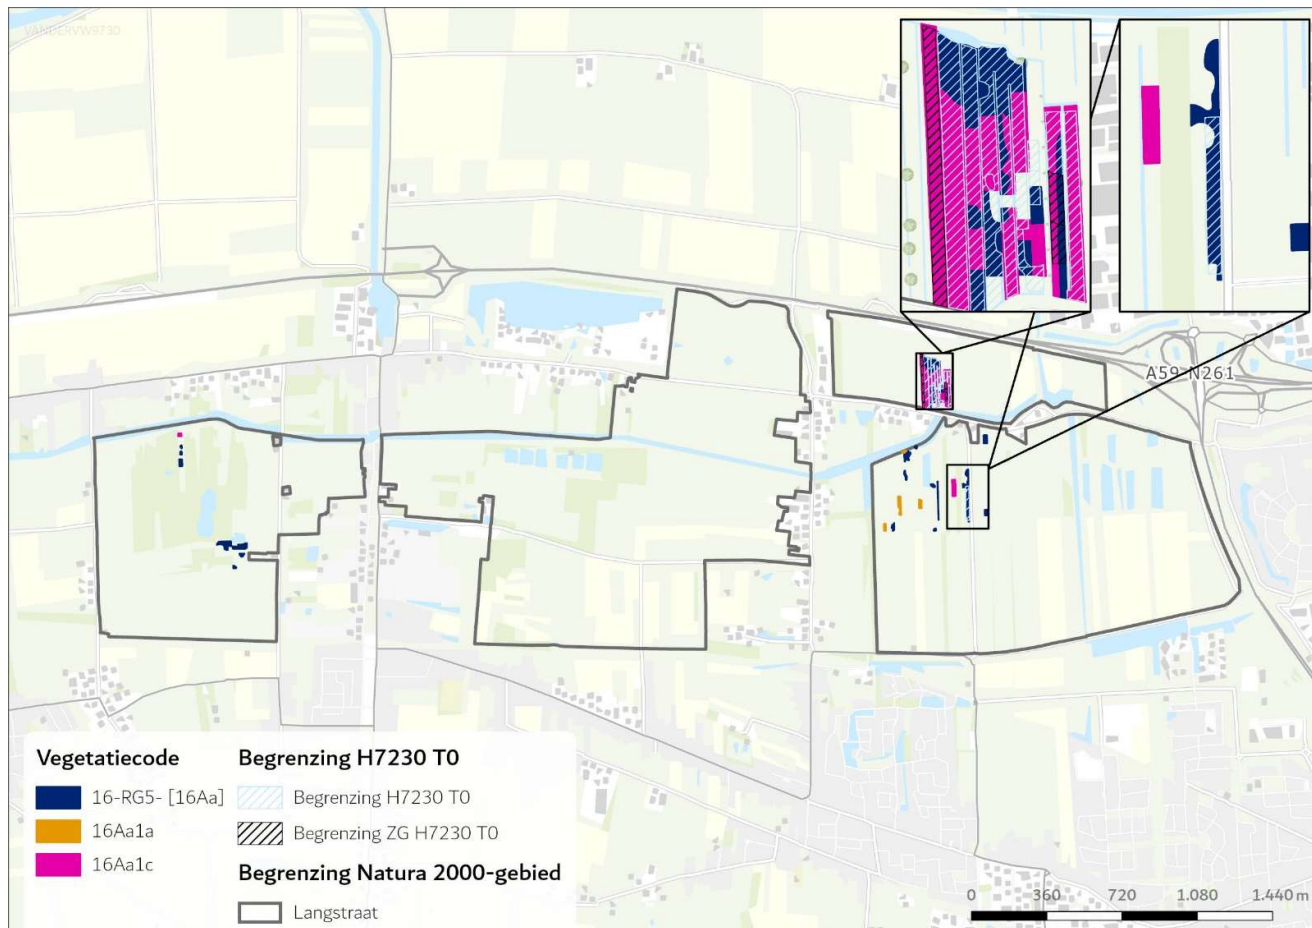 VANDERVW9730
A59-N261
Vegetatiecode
16-RG5- [16Aa]
16Aa1a
16Aa1c
Begrenzing H7230 T0
Begrenzing H7230 T0
Begrenzing ZG H7230 T0
Begrenzing Natura 2000-gebied
Langstraat
0 360 720 1.080 1.440 m